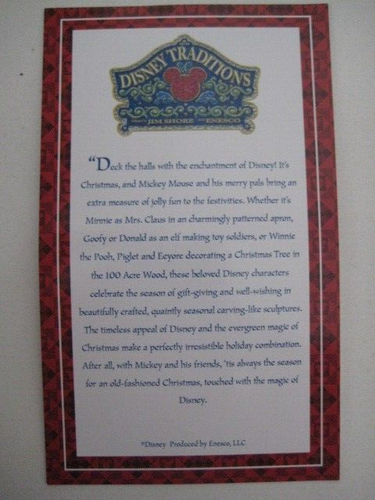 DISNEY TRADITIONS
JIM SHORE ENESCO
"Deck the halls with the enchantment of Disney! It's
Christmas, and Mickey Mouse and his merry pals bring an
extra measure of jolly fun to the festivities. Whether it's
Minnie as Mrs. Claus in an charmingly patterned apron,
Goofy or Donald as an elf making toy soldiers, or Winnie
the Pooh, Piglet and Eeyore decorating a Christmas Tree in
the 100 Acre Wood, these beloved Disney characters
celebrate the season of gift-giving and well-wishing in
beautifully crafted, quaintly seasonal carving-like sculptures.
The timeless appeal of Disney and the evergreen magic of
Christmas make a perfectly irresistible holiday combination.
After all, with Mickey and his friends, 'tis always the season
for an old-fashioned Christmas, touched with the magic of
Disney.
©Disney Produced by Enesco, LLC